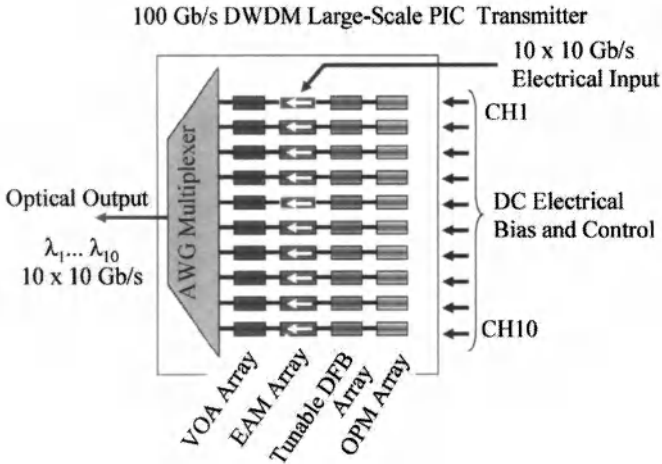 100 Gb/s DWDM Large-Scale PIC Transmitter
10 x 10 Gb/s
Electrical Input
CH1
AWG Multiplexer
Optical Output
λ1... λ10
10 x 10 Gb/s
DC Electrical
Bias and Control
CH10
VOA Array
EAM Array
Tunable DFB
Array
OPM Array